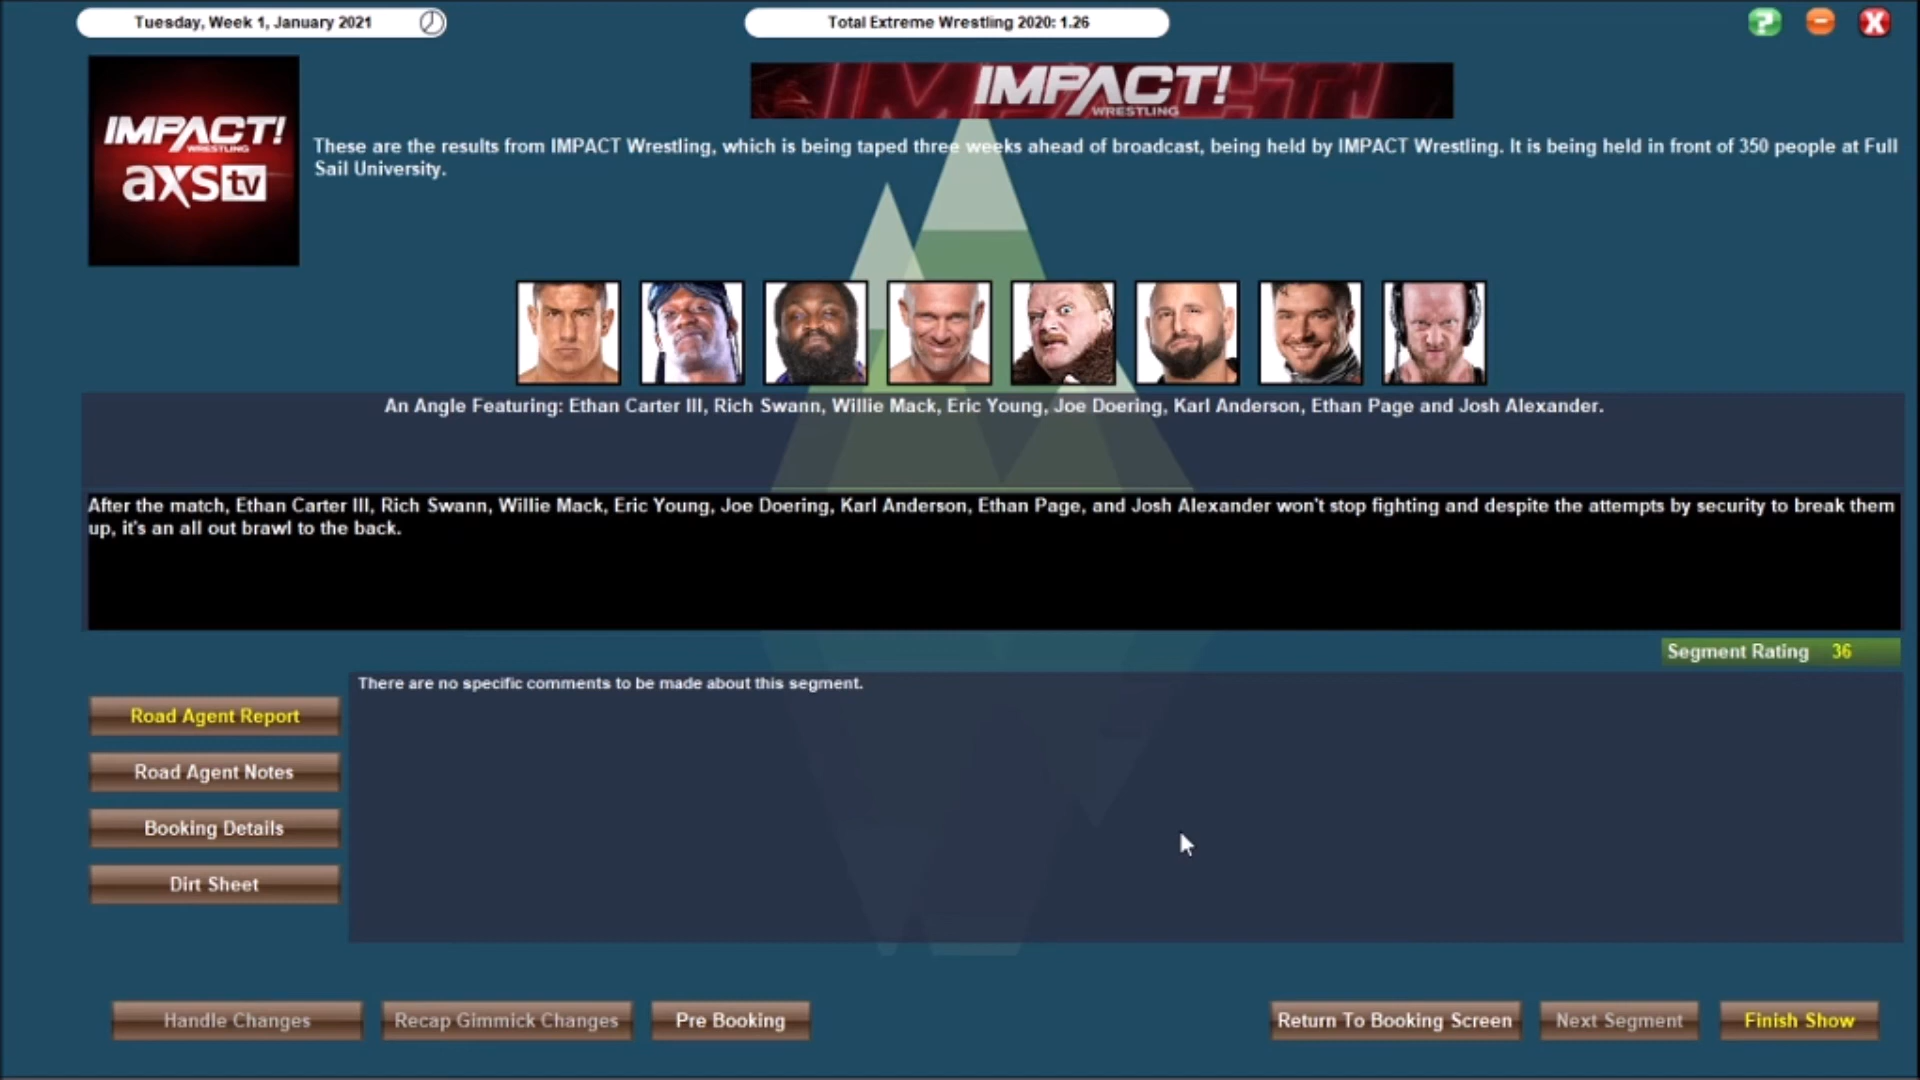 Tuesday, Week 1, January 2021
Total Extreme Wrestling 2020: 1.26
IMPACT!
WRESTLING
IMPACT!
WRESTLING
axs tv
These are the results from IMPACT Wrestling, which is being taped three weeks ahead of broadcast, being held by IMPACT Wrestling. It is being held in front of 350 people at Full
Sail University.
An Angle Featuring: Ethan Carter III, Rich Swann, Willie Mack, Eric Young, Joe Doering, Karl Anderson, Ethan Page and Josh Alexander.
After the match, Ethan Carter III, Rich Swann, Willie Mack, Eric Young, Joe Doering, Karl Anderson, Ethan Page, and Josh Alexander won't stop fighting and despite the attempts by security to break them
up, it's an all out brawl to the back.
Segment Rating 36
There are no specific comments to be made about this segment.
Road Agent Report
Road Agent Notes
Booking Details
Dirt Sheet
Handle Changes
Recap Gimmick Changes
Pre Booking
Return To Booking Screen
Next Segment
Finish Show